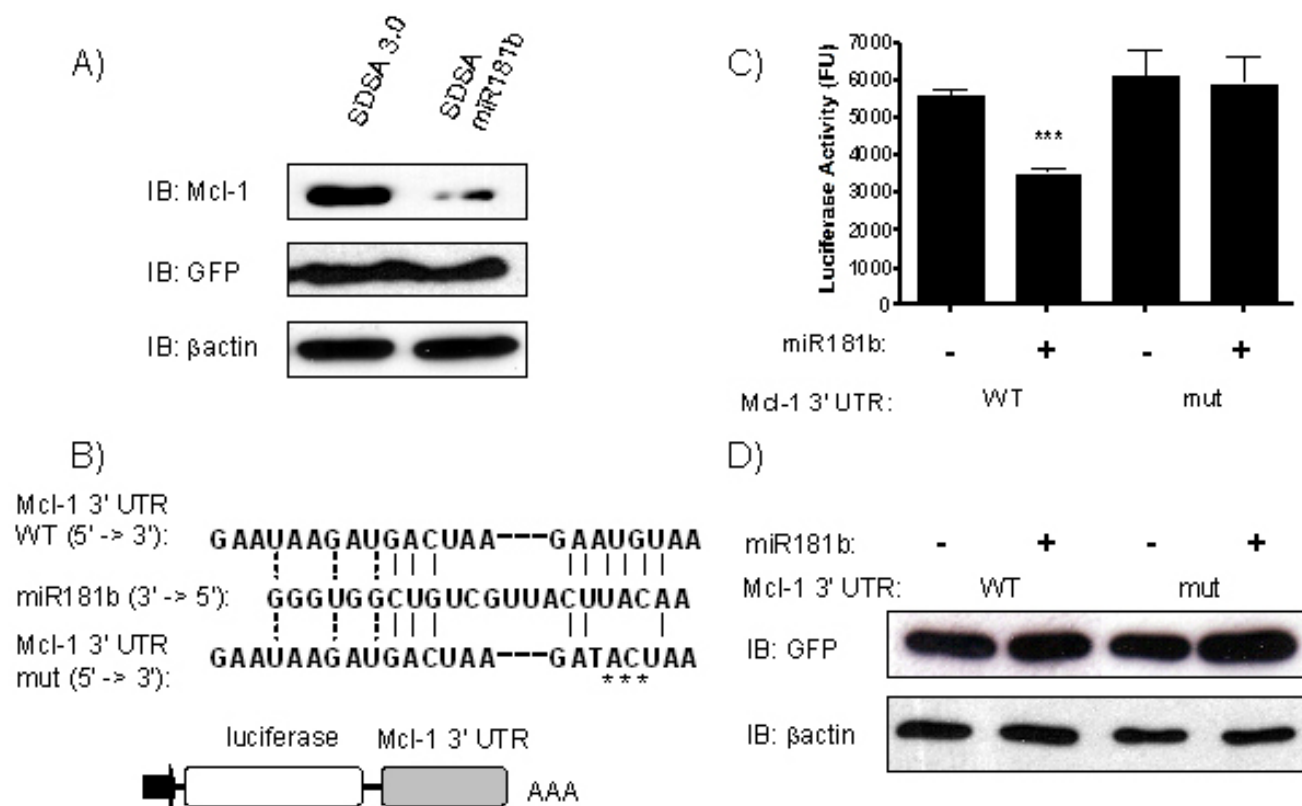 A)
SDSA 3.0
SDSA
miR181b
IB: Mcl-1
IB: GFP
IB: βactin
B)
Mcl-1 3' UTR
WT (5' -> 3'):
GAAUAAGAUGACUAA---GAAUGUAA
miR181b (3' -> 5'):
GGGUGGCUGUCGUUACUUACAA
Mcl-1 3' UTR
mut (5' -> 3'):
GAAUAAGAUGACUAA---GATACUAA
***
luciferase
Mcl-1 3' UTR
AAA
C)
Luciferase Activity (FU)
7000
6000
5000
4000
3000
2000
1000
0
***
miR181b: - + - +
Mcl-1 3' UTR: WT mut
D)
miR181b: - + - +
Mcl-1 3' UTR: WT mut
IB: GFP
IB: βactin